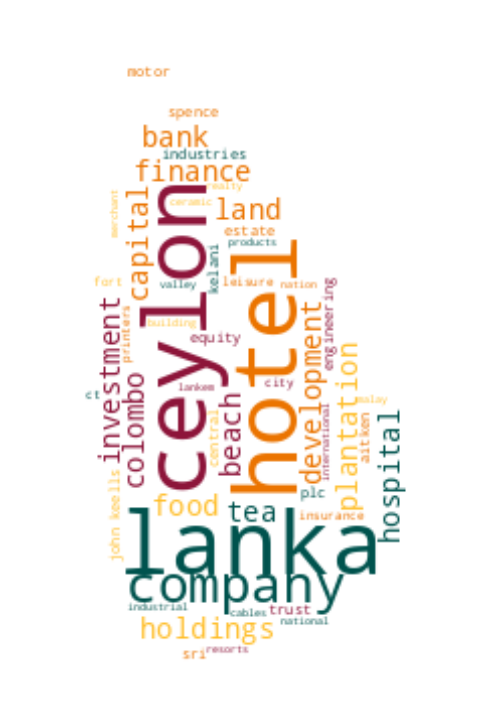 motor
spence
bank
industries
finance
realty
merchant
ceramic
capital
ceylon
land
estate
products
kelani
hotel
fort
valley
leisure
nation
investment
printers
building
equity
development
engineering
colombo
lankem
city
plantation
ct
beach
central
international
malay
aitken
hospital
john keells
food
tea
plc
insurance
lanka
company
industrial
cables
trust
national
holdings
sri
resorts